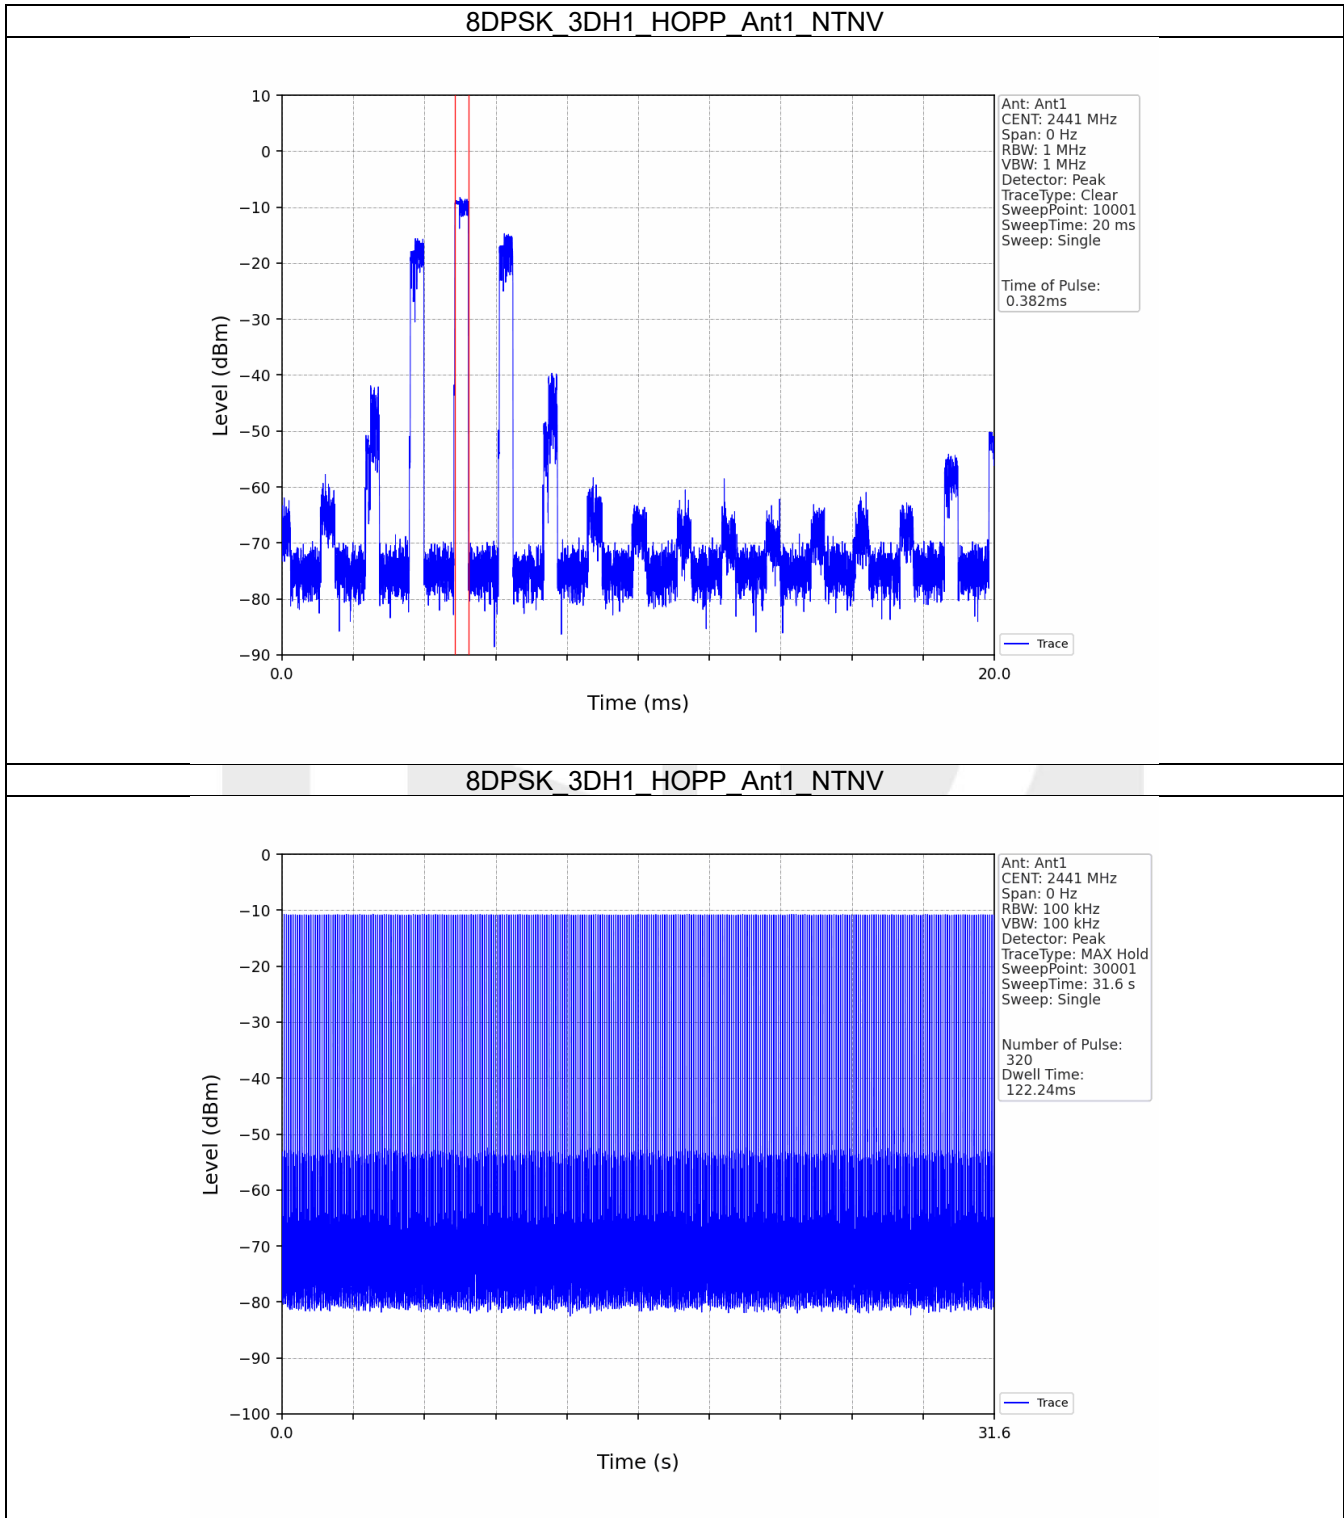 8DPSK_3DH1_HOPP_Ant1_NTNV
10
0
−10
−20
−30
−40
−50
−60
−70
−80
−90
Level (dBm)
0.0
20.0
Time (ms)
Ant: Ant1
CENT: 2441 MHz
Span: 0 Hz
RBW: 1 MHz
VBW: 1 MHz
Detector: Peak
TraceType: Clear
SweepPoint: 10001
SweepTime: 20 ms
Sweep: Single
Time of Pulse:
0.382ms
Trace
8DPSK_3DH1_HOPP_Ant1_NTNV
0
−10
−20
−30
−40
−50
−60
−70
−80
−90
−100
Level (dBm)
0.0
31.6
Time (s)
Ant: Ant1
CENT: 2441 MHz
Span: 0 Hz
RBW: 100 kHz
VBW: 100 kHz
Detector: Peak
TraceType: MAX Hold
SweepPoint: 30001
SweepTime: 31.6 s
Sweep: Single
Number of Pulse:
320
Dwell Time:
122.24ms
Trace